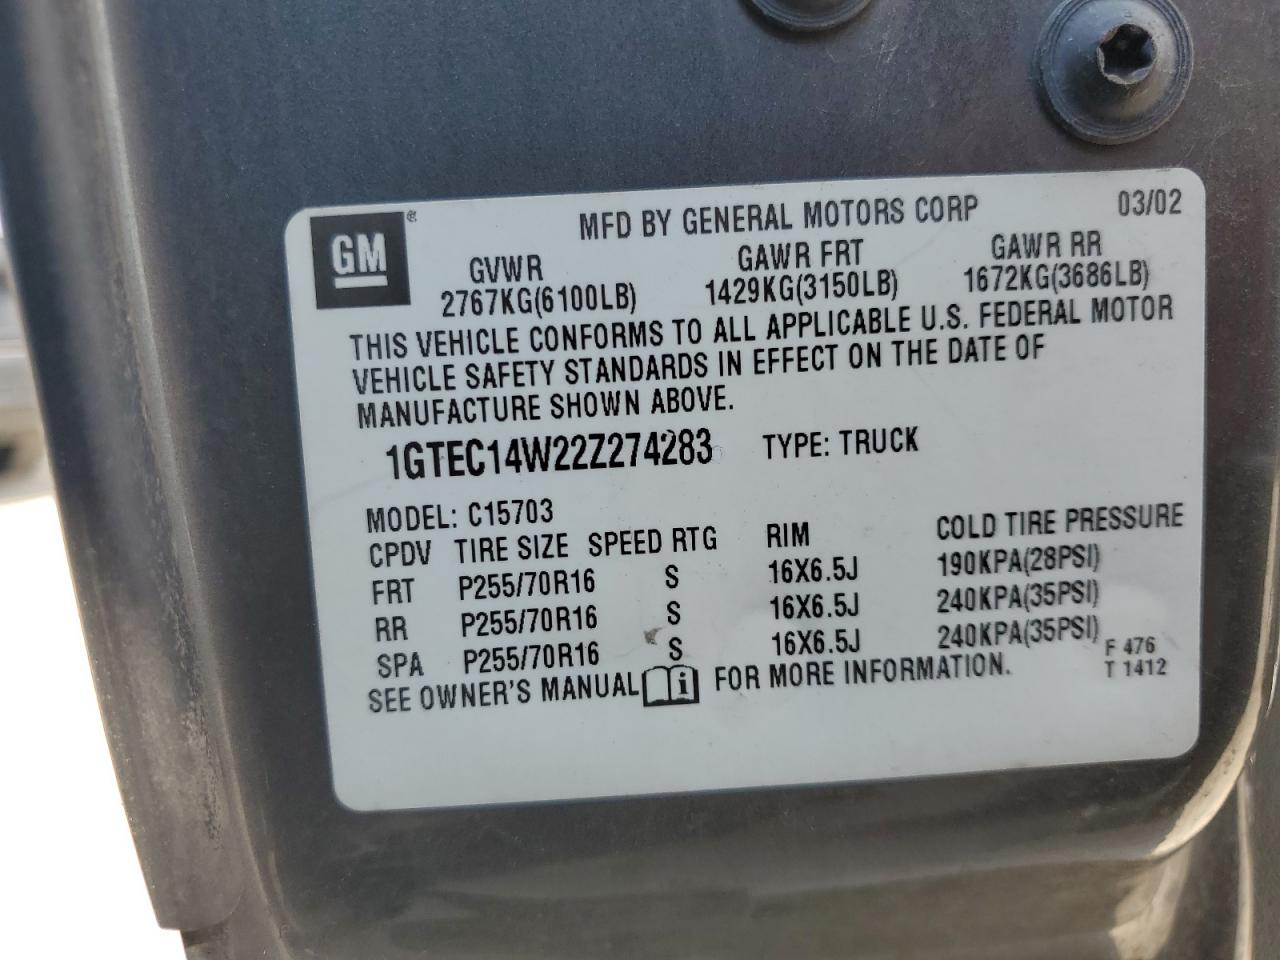 GM®
MFD BY GENERAL MOTORS CORP 03/02
GVWR GAWR FRT GAWR RR
2767KG(6100LB) 1429KG(3150LB) 1672KG(3686LB)
THIS VEHICLE CONFORMS TO ALL APPLICABLE U.S. FEDERAL MOTOR
VEHICLE SAFETY STANDARDS IN EFFECT ON THE DATE OF
MANUFACTURE SHOWN ABOVE.
1GTEC14W22Z274283 TYPE: TRUCK
MODEL: C15703
CPDV TIRE SIZE SPEED RTG RIM COLD TIRE PRESSURE
FRT P255/70R16 S 16X6.5J 190KPA(28PSI)
RR P255/70R16 S 16X6.5J 240KPA(35PSI)
SPA P255/70R16 S 16X6.5J 240KPA(35PSI)
SEE OWNER'S MANUAL i FOR MORE INFORMATION.
F 476
T 1412